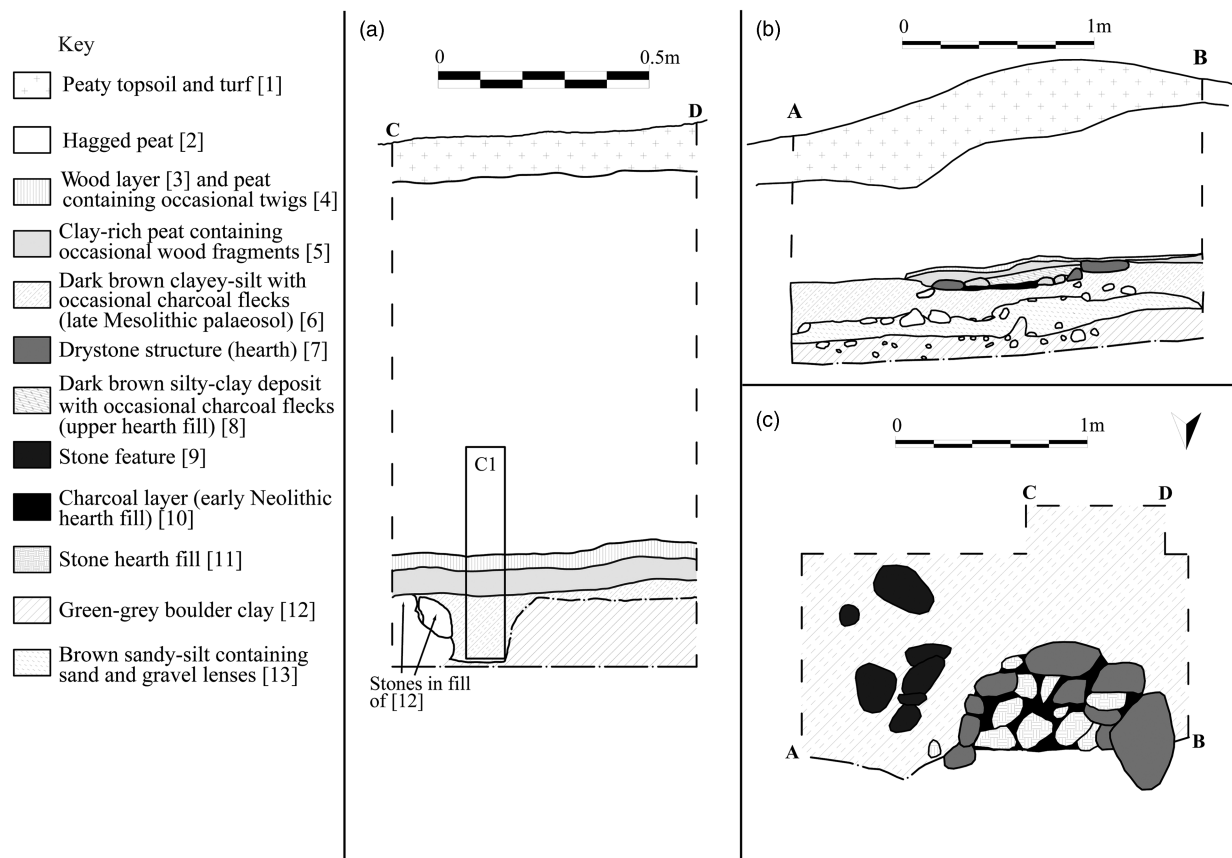 Key
Peaty topsoil and turf [1]
Hagged peat [2]
Wood layer [3] and peat
containing occasional twigs [4]
Clay-rich peat containing
occasional wood fragments [5]
Dark brown clayey-silt with
occasional charcoal flecks
(late Mesolithic palaeosol) [6]
Drystone structure (hearth) [7]
Dark brown silty-clay deposit
with occasional charcoal flecks
(upper hearth fill) [8]
Stone feature [9]
Charcoal layer (early Neolithic
hearth fill) [10]
Stone hearth fill [11]
Green-grey boulder clay [12]
Brown sandy-silt containing
sand and gravel lenses [13]
(a)
0 0.5m
C D
C1
Stones in fill
of [12]
(b)
0 1m
A B
(c)
0 1m
C D
A B